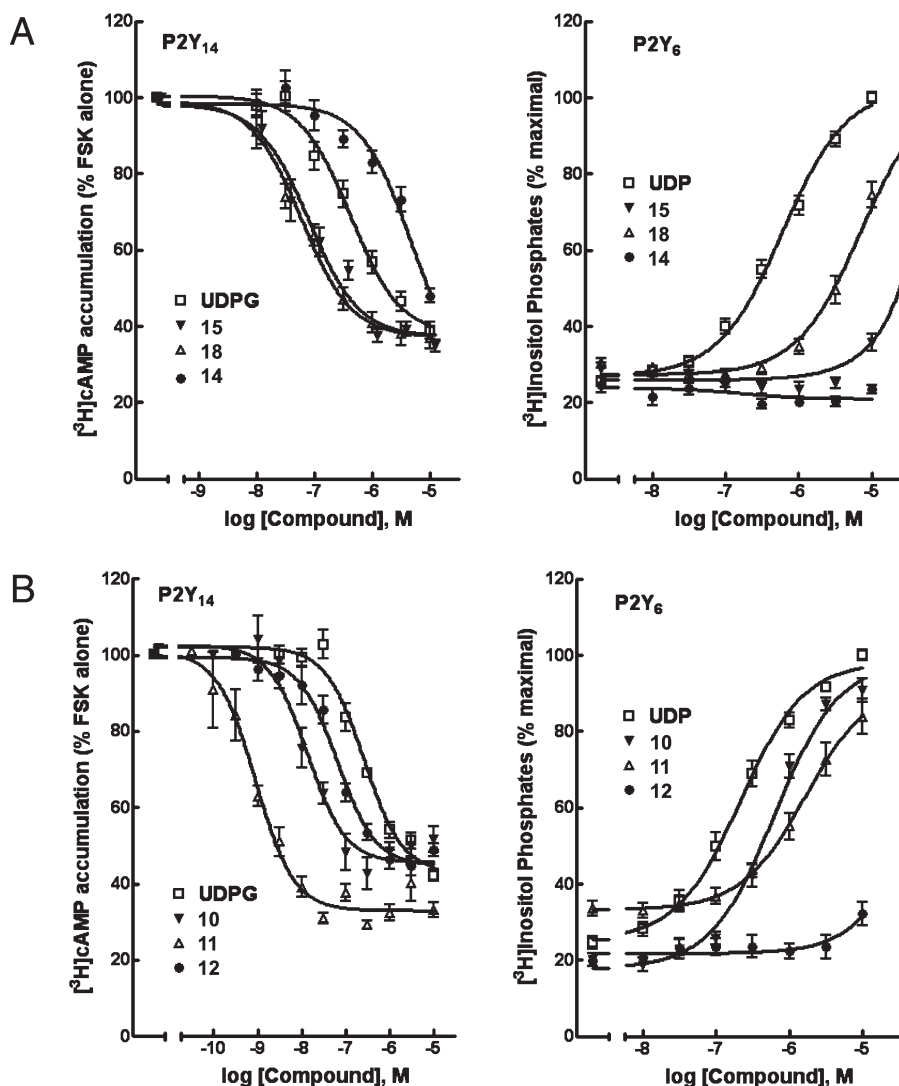 A
P2Y14
[3H]cAMP accumulation (% FSK alone)
120
100
80
60
40
20
0
UDPG
15
18
14
-9 -8 -7 -6 -5
log [Compound], M
P2Y6
[3H]Inositol Phosphates (% maximal)
120
100
80
60
40
20
0
UDP
15
18
14
-8 -7 -6 -5
log [Compound], M
B
P2Y14
[3H]cAMP accumulation (% FSK alone)
120
100
80
60
40
20
0
UDPG
10
11
12
-10 -9 -8 -7 -6 -5
log [Compound], M
P2Y6
[3H]Inositol Phosphates (% maximal)
120
100
80
60
40
20
0
UDP
10
11
12
-8 -7 -6 -5
log [Compound], M